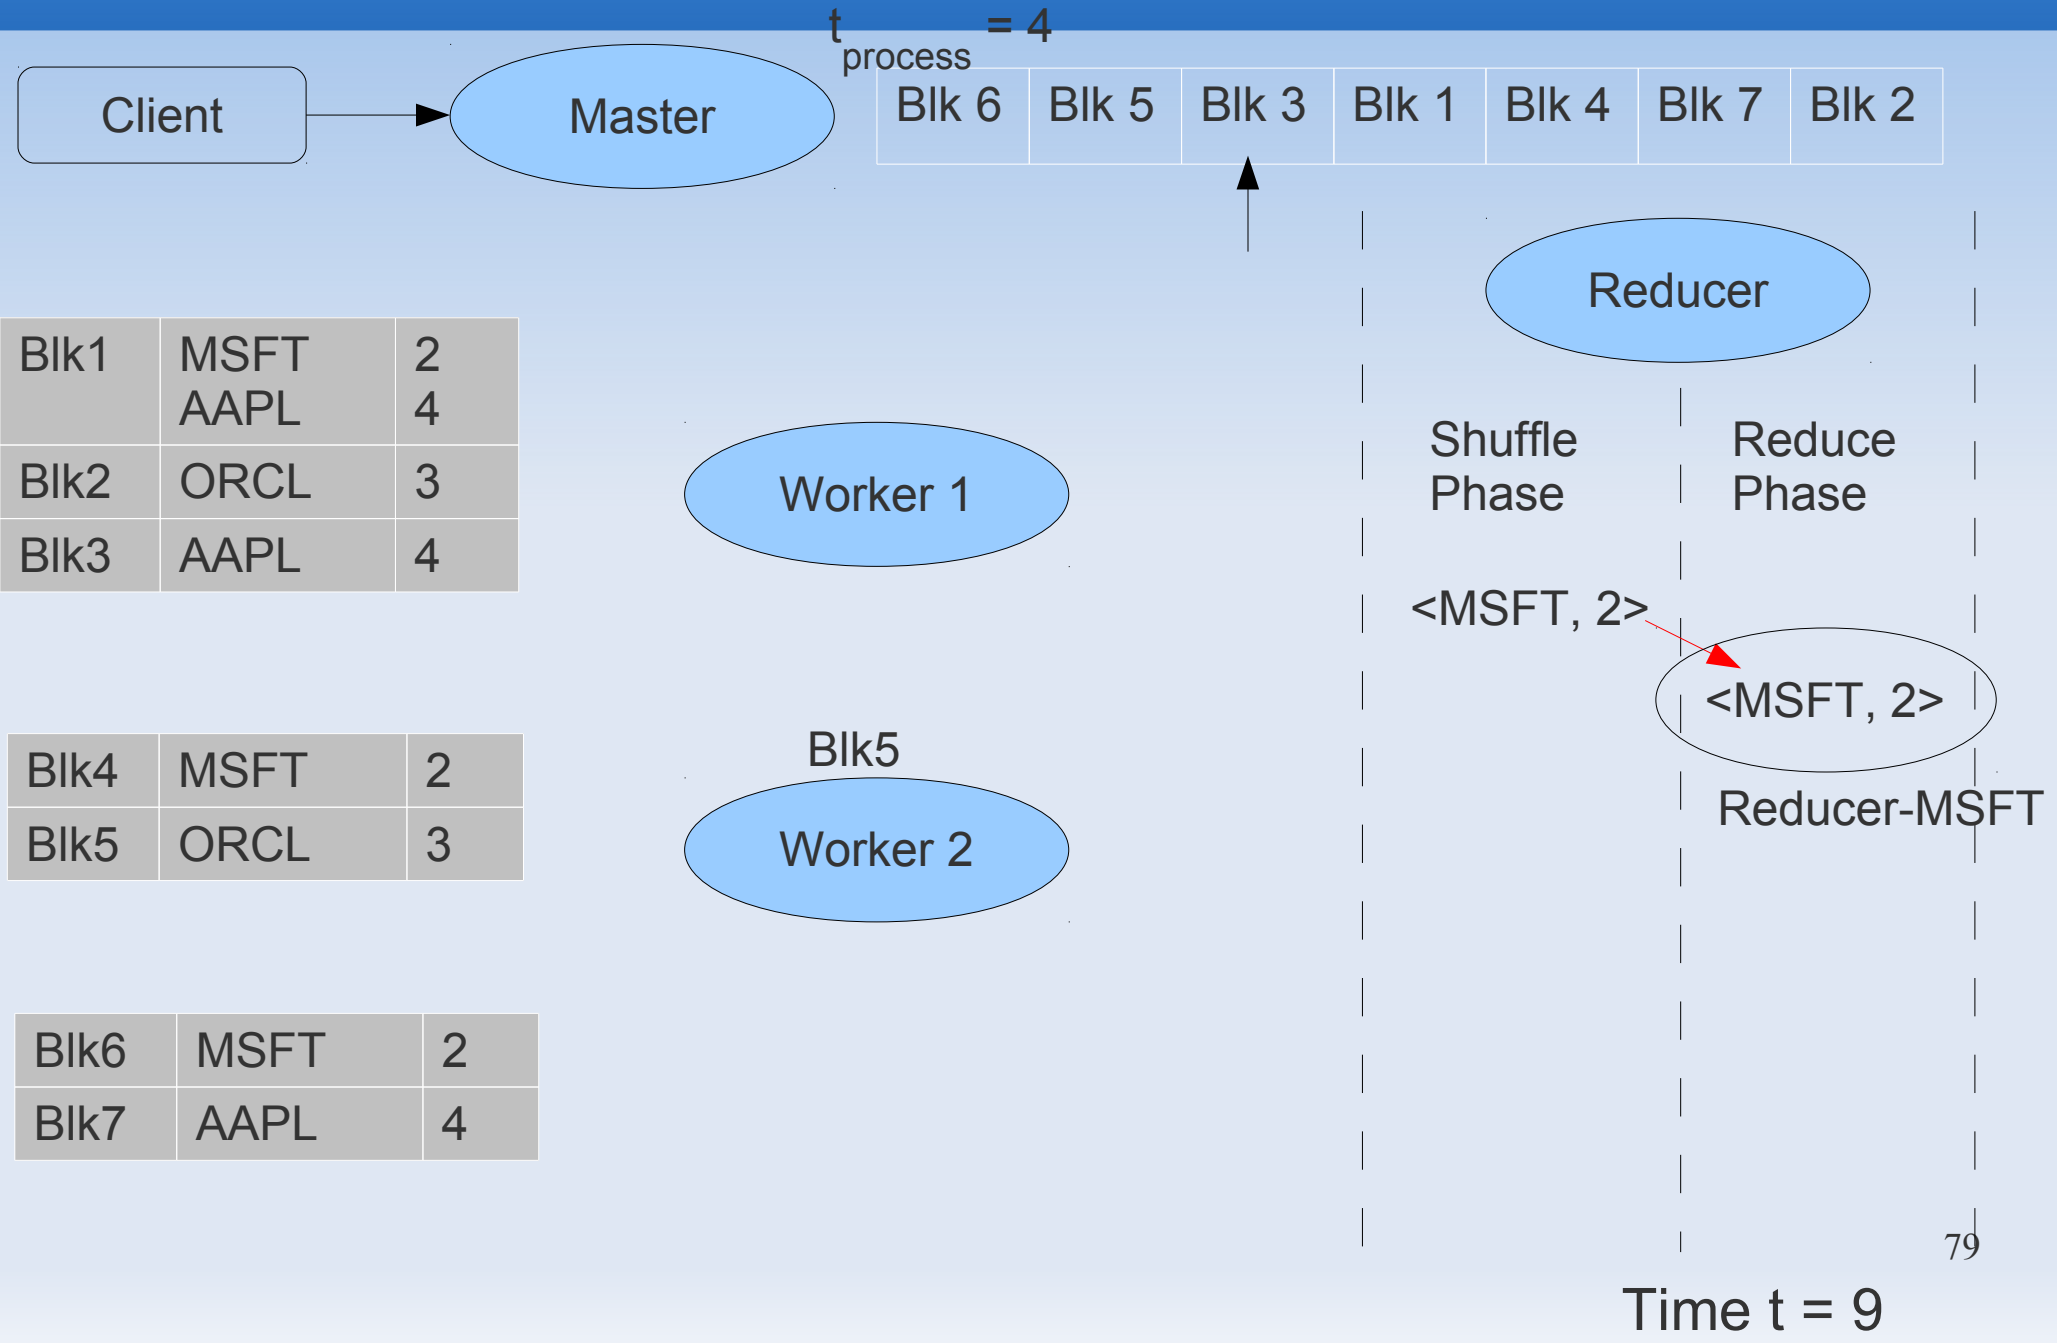 t process = 4
Client
Master
Blk 6 Blk 5 Blk 3 Blk 1 Blk 4 Blk 7 Blk 2
Reducer
Blk1 MSFT 2
AAPL 4
Blk2 ORCL 3
Blk3 AAPL 4
Worker 1
Shuffle
Phase
Reduce
Phase
<MSFT, 2>
<MSFT, 2>
Reducer-MSFT
Blk4 MSFT 2
Blk5 ORCL 3
Blk5
Worker 2
Blk6 MSFT 2
Blk7 AAPL 4
79
Time t = 9